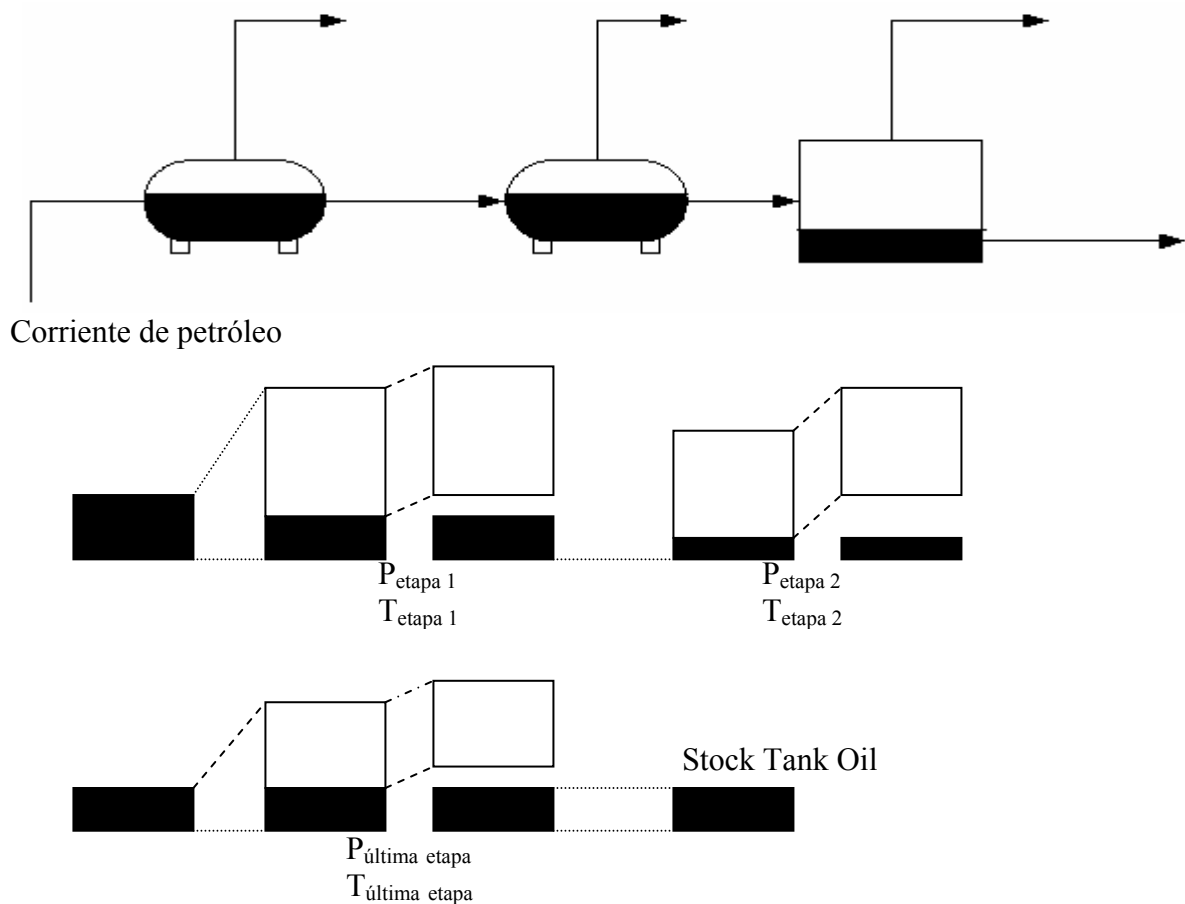 Corriente de petróleo
P etapa 1
P etapa 2
T etapa 1
T etapa 2
Stock Tank Oil
P última etapa
T última etapa